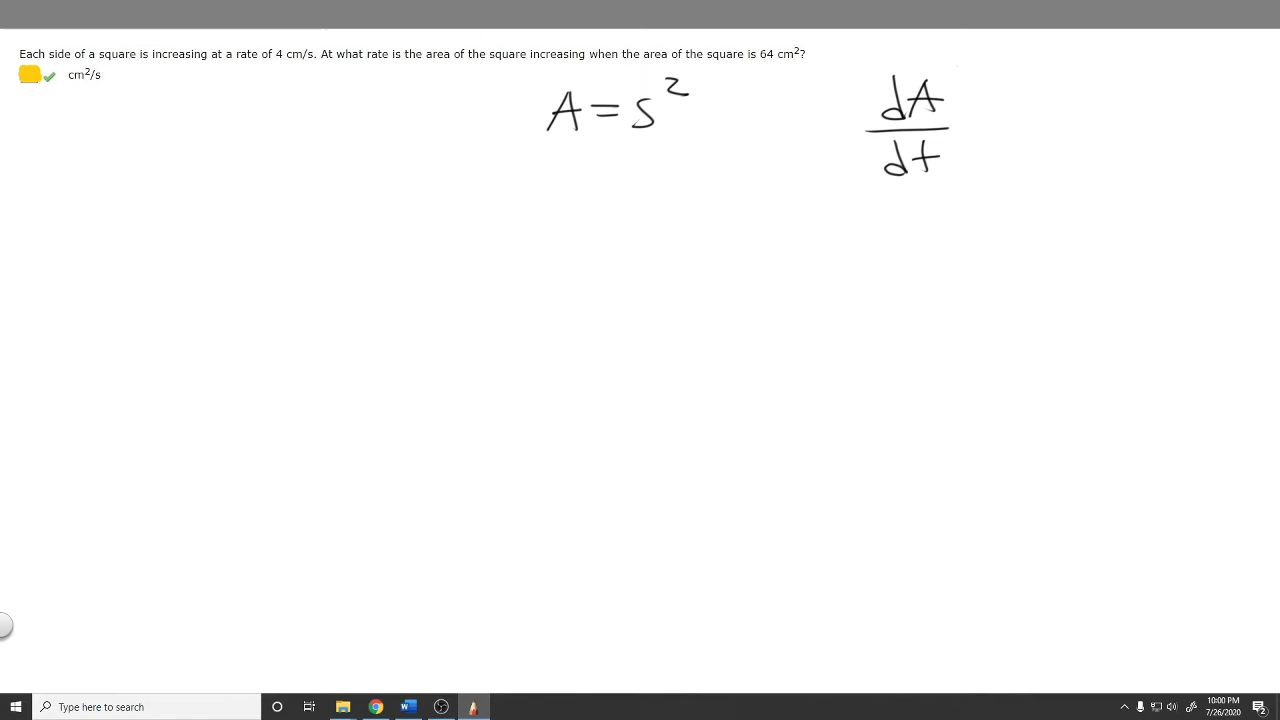 Each side of a square is increasing at a rate of 4 cm/s. At what rate is the area of the square increasing when the area of the square is 64 cm²?
cm²/s
A = s²
dA
dt
Type here to search
10:00 PM
7/26/2020
2